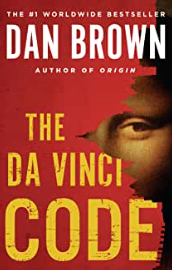 THE #1 WORLDWIDE BESTSELLER
DAN BROWN
AUTHOR OF ORIGIN
THE
DA VINCI
CODE